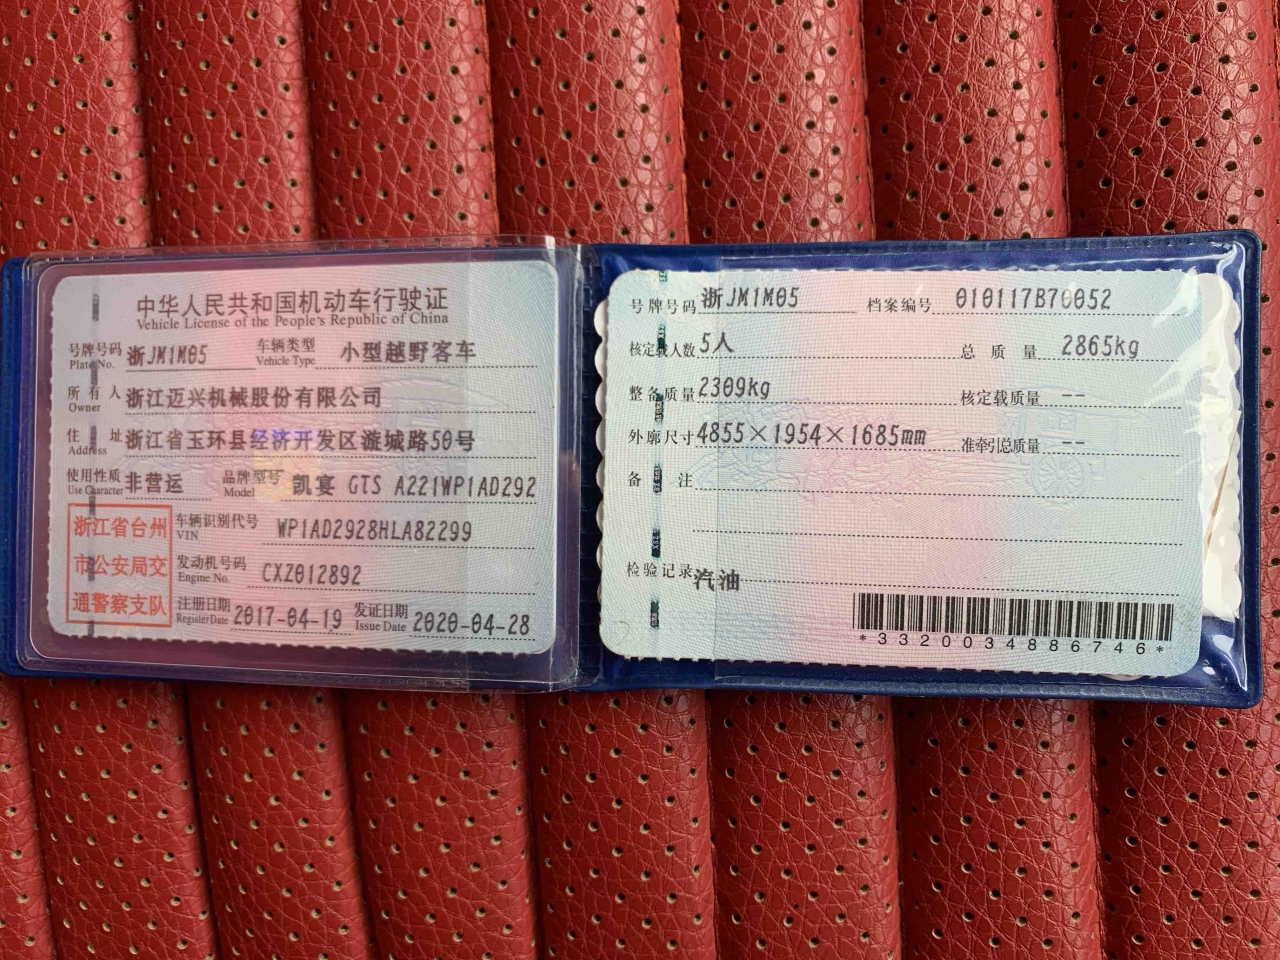 中华人民共和国机动车行驶证
Vehicle License of the People's Republic of China
号牌号码 Plate No. 浙JM1M05 车辆类型 Vehicle Type 小型越野客车
所有人 Owner 浙江迈兴机械股份有限公司
住址 Address 浙江省玉环县经济开发区漩城路50号
使用性质 Use Character 非营运 品牌型号 Model 凯宴 GTS A221WP1AD292
车辆识别代号 VIN WP1AD2928HLA82299
发动机号码 Engine No. CXZ012892
注册日期 Register Date 2017-04-19 发证日期 Issue Date 2020-04-28
浙江省台州
市公安局交
通警察支队
号牌号码 浙JM1M05 档案编号 010117B70052
核定载人数 5人 总质量 2865kg
整备质量 2309kg 核定载质量 --
外廓尺寸 4855×1954×1685mm 准牵引总质量 --
备注
检验记录 汽油
*3320034886746*